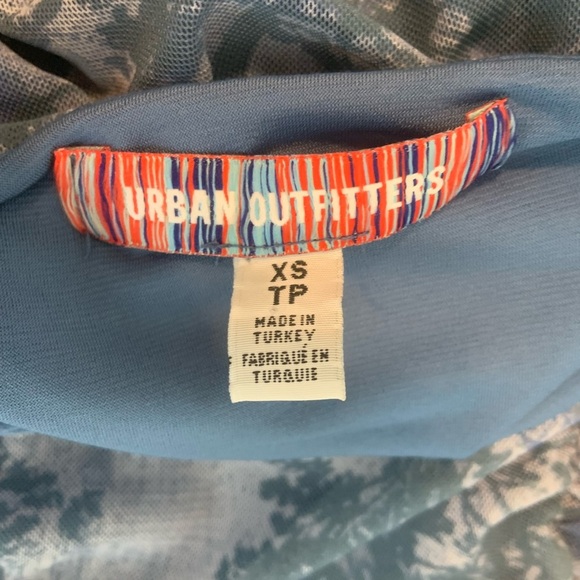 URBAN OUTFITTERS
XS
TP
MADE IN
TURKEY
FABRIQUÉ EN
TURQUIE